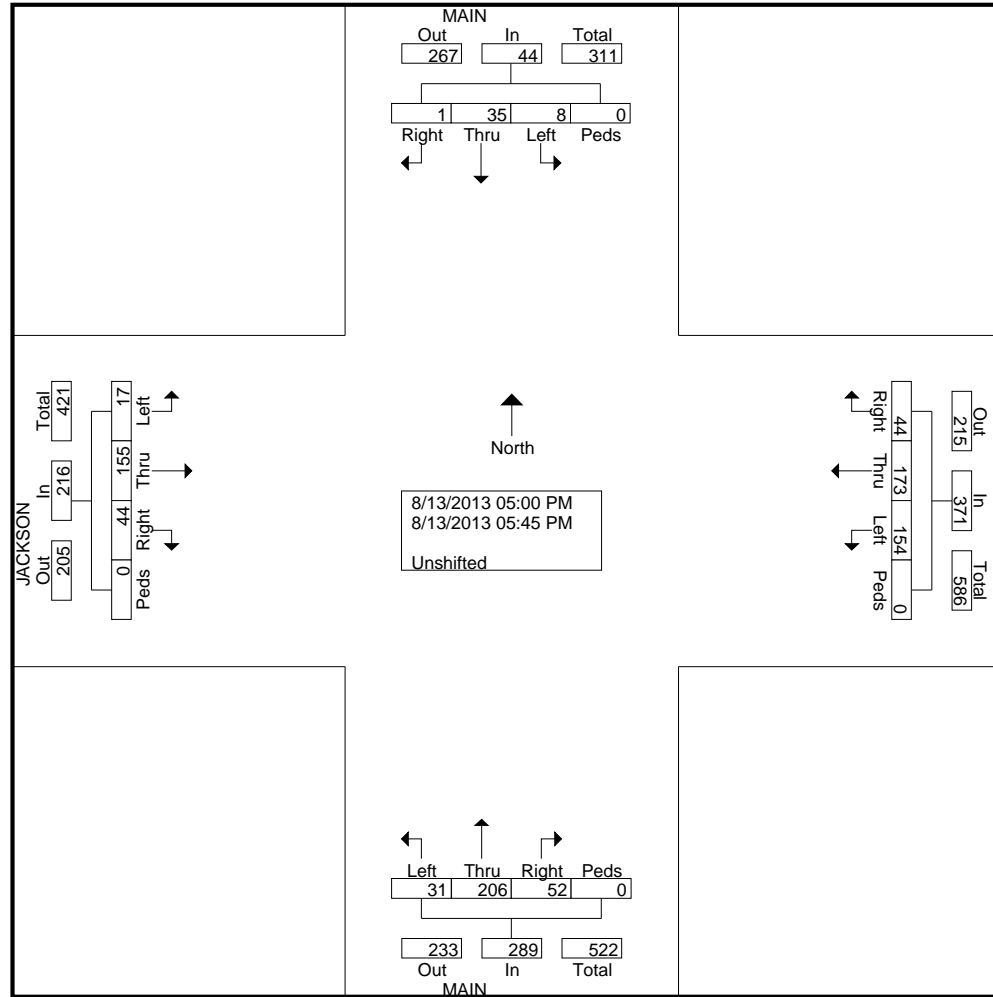 MAIN
Out In Total
267 44 311
1 35 8 0
Right Thru Left Peds
JACKSON
Total In Out
421 216 205
17 155 44 0
Left Thru Right Peds
North
8/13/2013 05:00 PM
8/13/2013 05:45 PM
Unshifted
Right Thru Left Peds
44 173 154 0
215 371 586
Out In Total
Left Thru Right Peds
31 206 52 0
233 289 522
Out In Total
MAIN